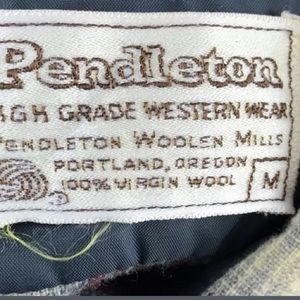 Pendleton
HIGH GRADE WESTERN WEAR
PENDLETON WOOLEN MILLS
PORTLAND, OREGON
100% VIRGIN WOOL
M